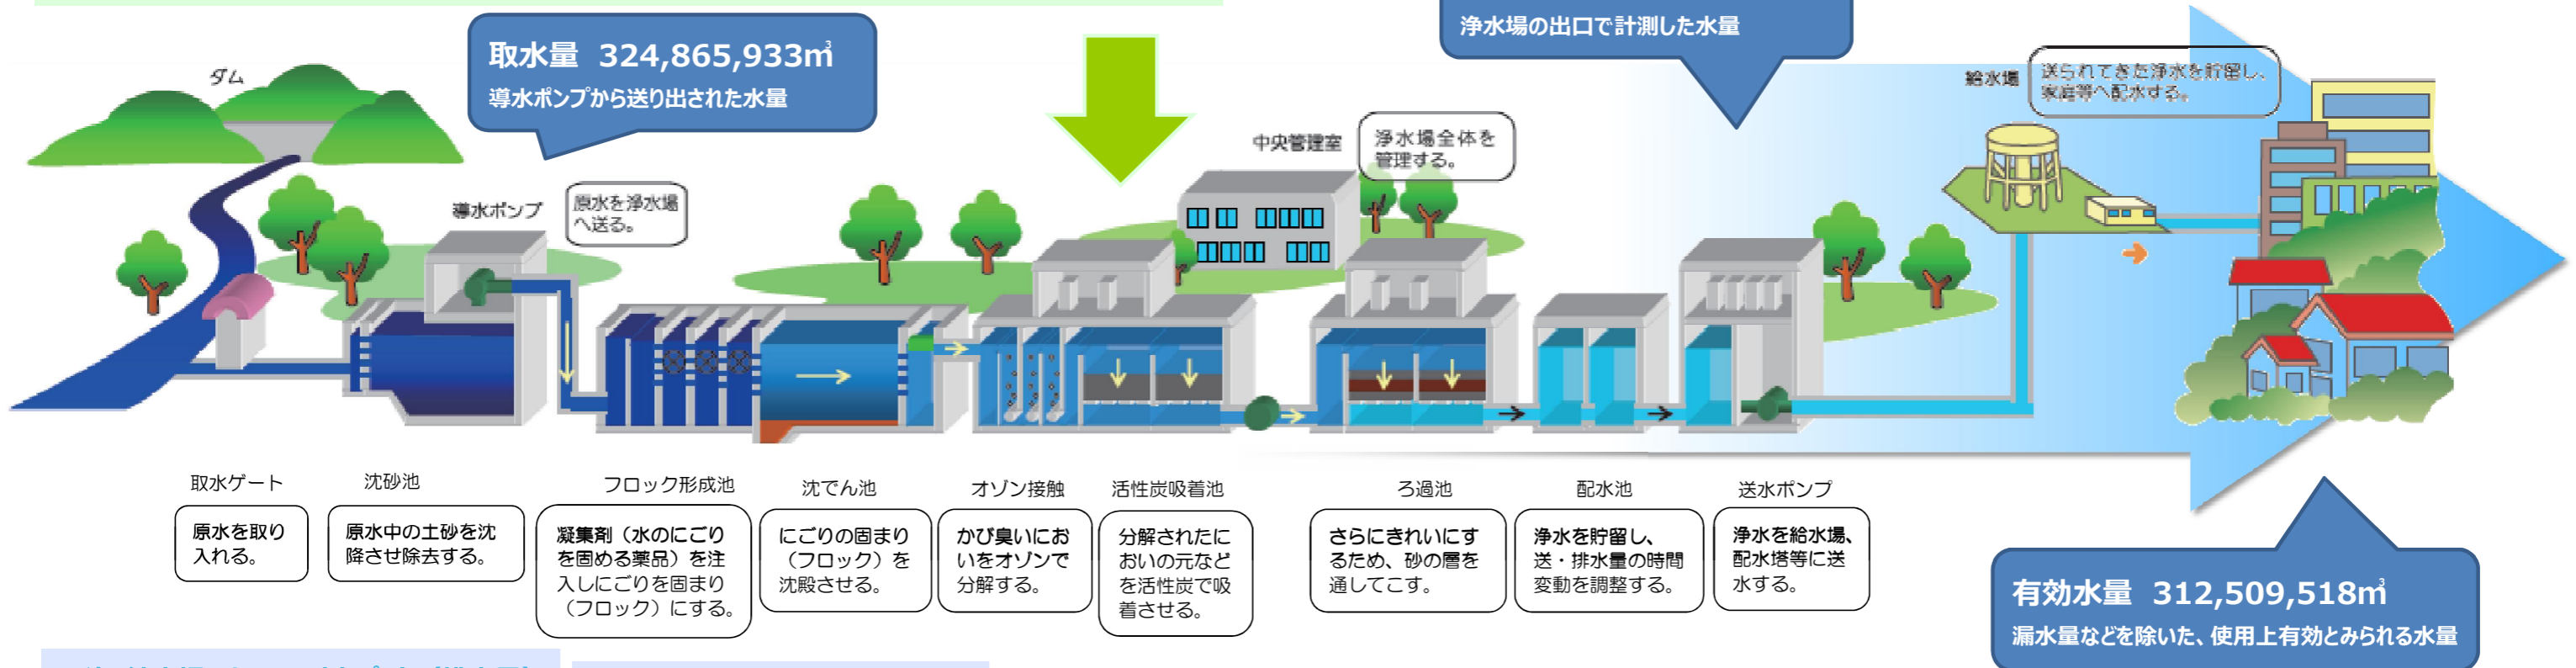 浄水場の出口で計測した水量
取水量 324,865,933㎥
導水ポンプから送り出された水量
ダム
給水場
送られてきた浄水を貯留し、
家庭等へ配水する。
中央管理室
浄水場全体を
管理する。
導水ポンプ
原水を浄水場
へ送る。
取水ゲート
原水を取り
入れる。
沈砂池
原水中の土砂を沈
降させ除去する。
フロック形成池
凝集剤（水のにごり
を固める薬品）を注
入しにごりを固まり
（フロック）にする。
沈でん池
にごりの固まり
（フロック）を
沈殿させる。
オゾン接触
かび臭いにお
いをオゾンで
分解する。
活性炭吸着池
分解されたに
おいの元など
を活性炭で吸
着させる。
ろ過池
さらにきれいにす
るため、砂の層を
通してこす。
配水池
浄水を貯留し、
送・排水量の時間
変動を調整する。
送水ポンプ
浄水を給水場、
配水塔等に送
水する。
有効水量 312,509,518㎥
漏水量などを除いた、使用上有効とみられる水量